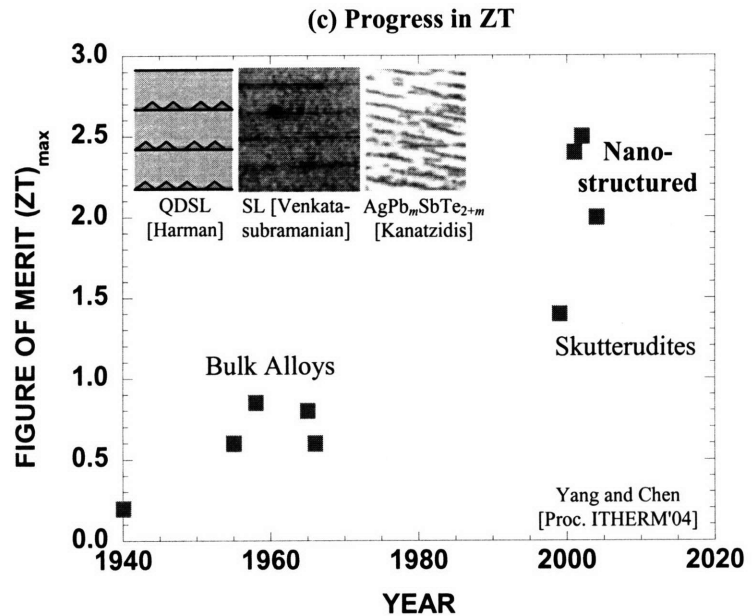 (c) Progress in ZT
3.0
2.5
2.0
1.5
1.0
0.5
0.0
FIGURE OF MERIT (ZT)max
QDSL
[Harman]
SL [Venkata-
subramanian]
AgPbmSbTe2+m
[Kanatzidis]
Nano-
structured
Bulk Alloys
Skutterudites
Yang and Chen
[Proc. ITHERM'04]
1940
1960
1980
2000
2020
YEAR